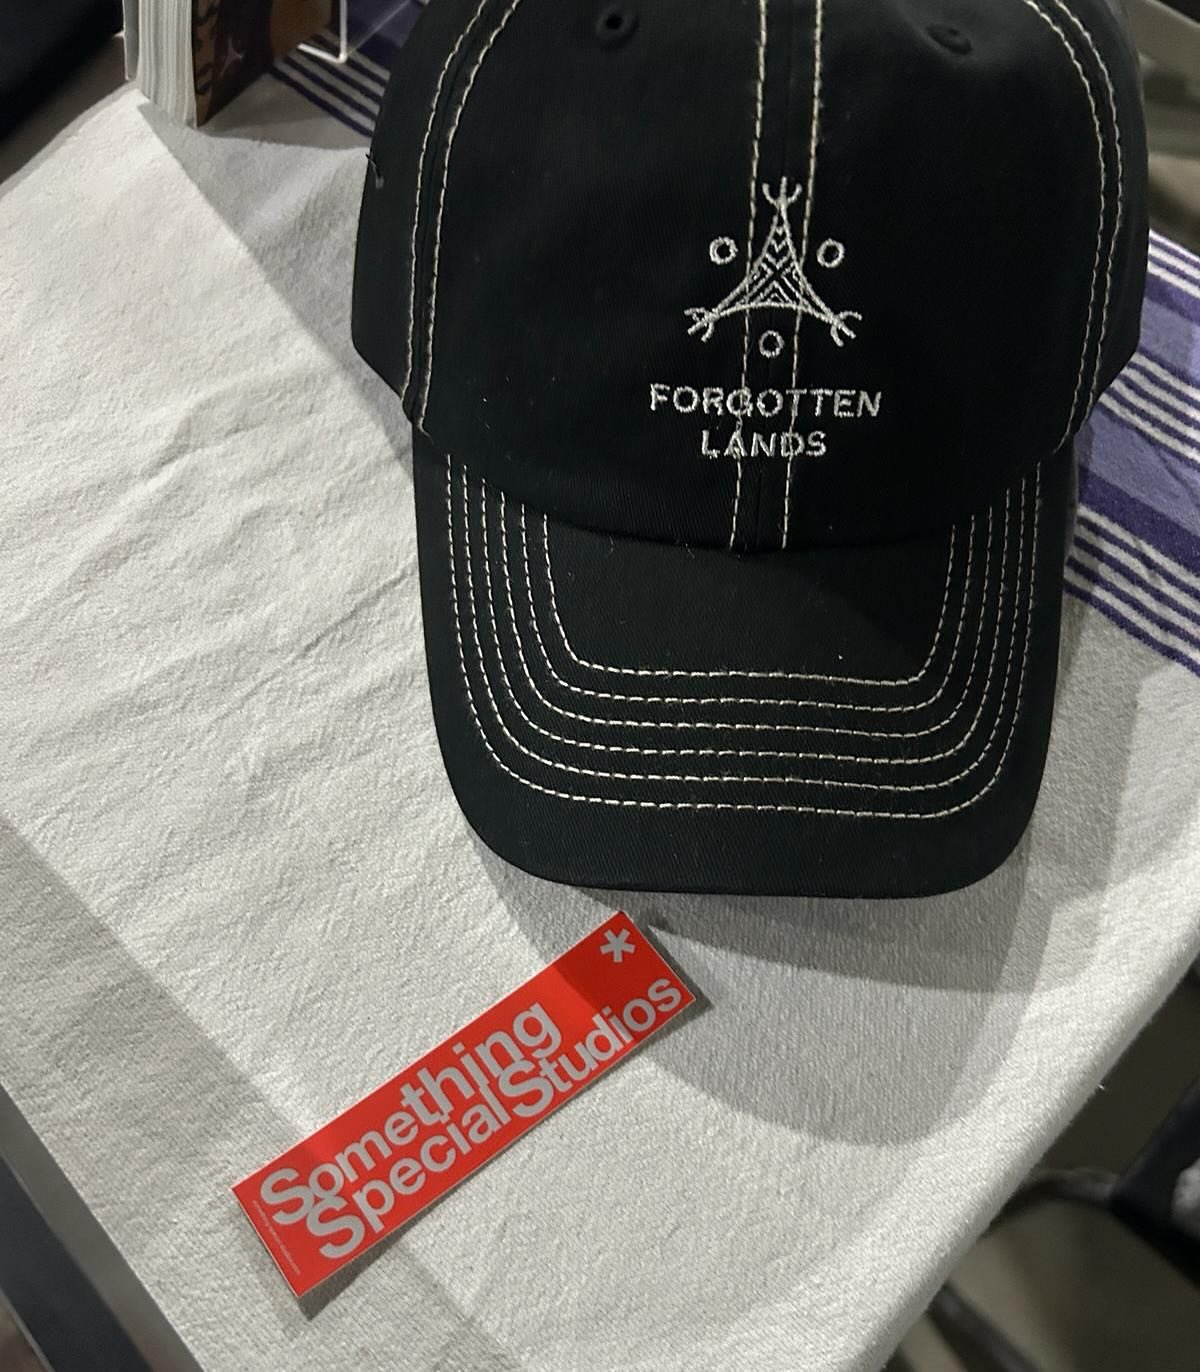 FORGOTTEN
LANDS
*
Something
SpecialStudios